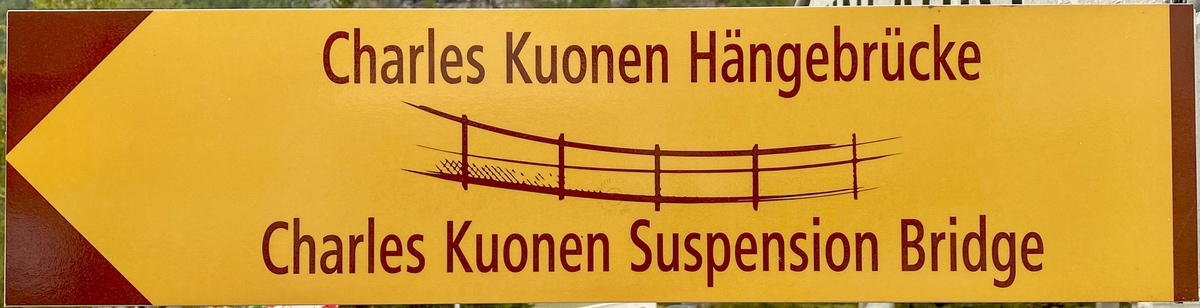 Charles Kuonen Hängebrücke
Charles Kuonen Suspension Bridge